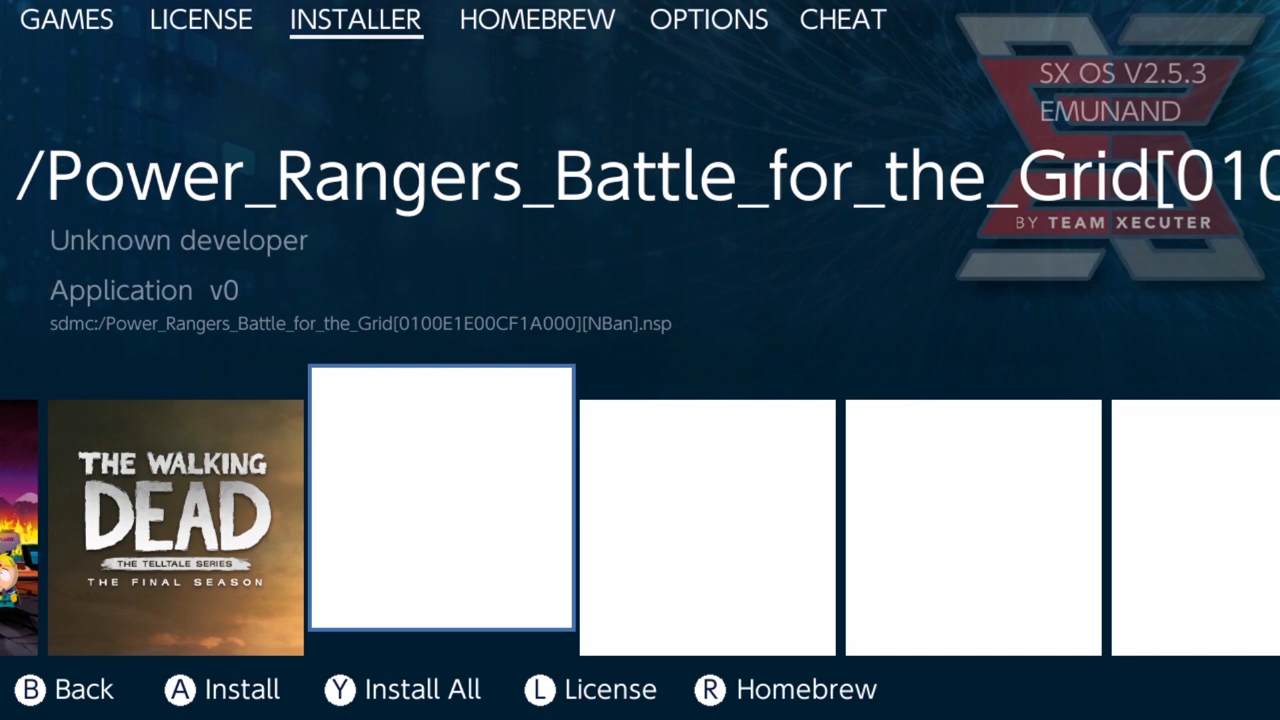 GAMES LICENSE INSTALLER HOMEBREW OPTIONS CHEAT
SX OS V2.5.3
EMUNAND
/Power_Rangers_Battle_for_the_Grid[010
BY TEAM XECUTER
Unknown developer
Application v0
sdmc:/Power_Rangers_Battle_for_the_Grid[0100E1E00CF1A000][NBan].nsp
THE WALKING
DEAD
THE TELLTALE SERIES
THE FINAL SEASON
B Back A Install Y Install All L License R Homebrew